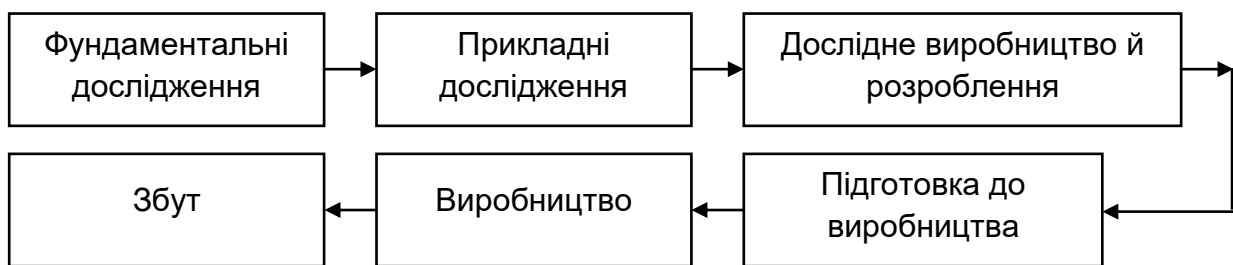 Фундаментальні
дослідження
Прикладні
дослідження
Дослідне виробництво й
розроблення
Підготовка до
виробництва
Виробництво
Збут